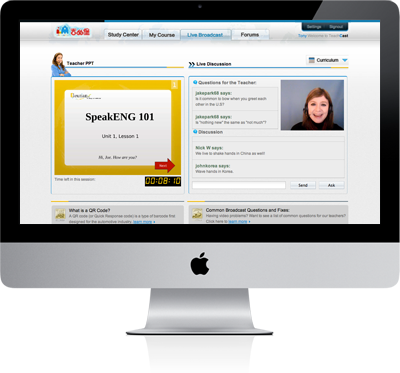 Study Center
My Course
Live Broadcast
Forums
Settings
Signout
Teacher PPT
Live Discussion
Curriculum
SpeakENG 101
Unit 1, Lesson 1
Hi, Joe. How are you?
Next
Time left in this session:
00:08:10
Questions for the Teacher:
jakepark88 says:
Is it common to bow when you greet each
other in the U.S?
jakepark88 says:
Is "nothing new" the same as "not much"?
Discussion
Nick W says:
We like to shake hands in China as well!
johnkorea says:
Wave hands in Korea.
Send
Ask
What is a QR Code?
A QR code (or Quick Response code) is a type of barcode first
designed for the automotive industry. learn more
Common Broadcast Questions and Fixes:
Having video problems? Want to see a list of common questions for our teachers?
Click here to learn more